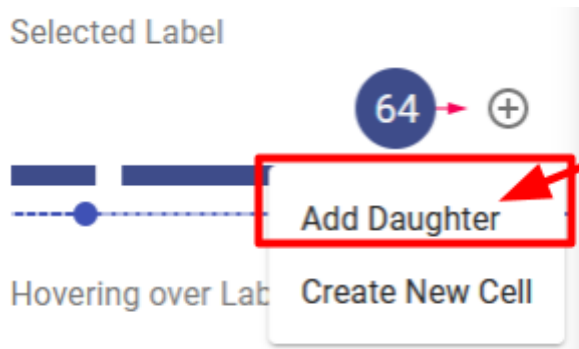 Selected Label
64
Add Daughter
Hovering over Lab
Create New Cell